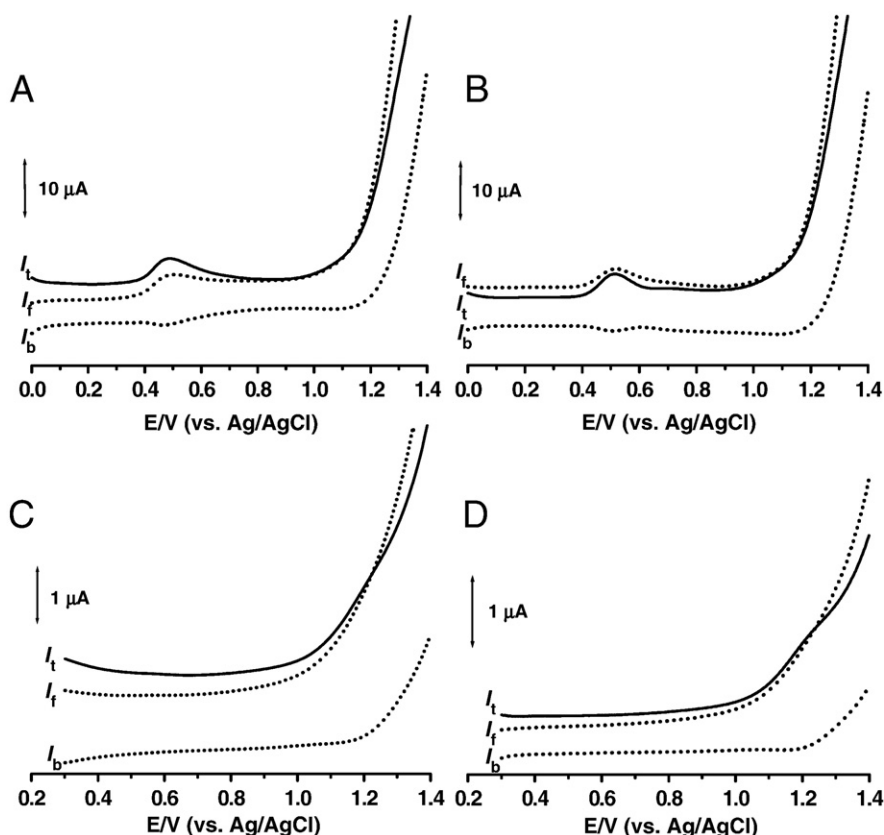 A
10 µA
It
If
Ib
0.0 0.2 0.4 0.6 0.8 1.0 1.2 1.4
E/V (vs. Ag/AgCl)
B
10 µA
If
It
Ib
0.0 0.2 0.4 0.6 0.8 1.0 1.2 1.4
E/V (vs. Ag/AgCl)
C
1 µA
It
If
Ib
0.2 0.4 0.6 0.8 1.0 1.2 1.4
E/V (vs. Ag/AgCl)
D
1 µA
It
If
Ib
0.2 0.4 0.6 0.8 1.0 1.2 1.4
E/V (vs. Ag/AgCl)